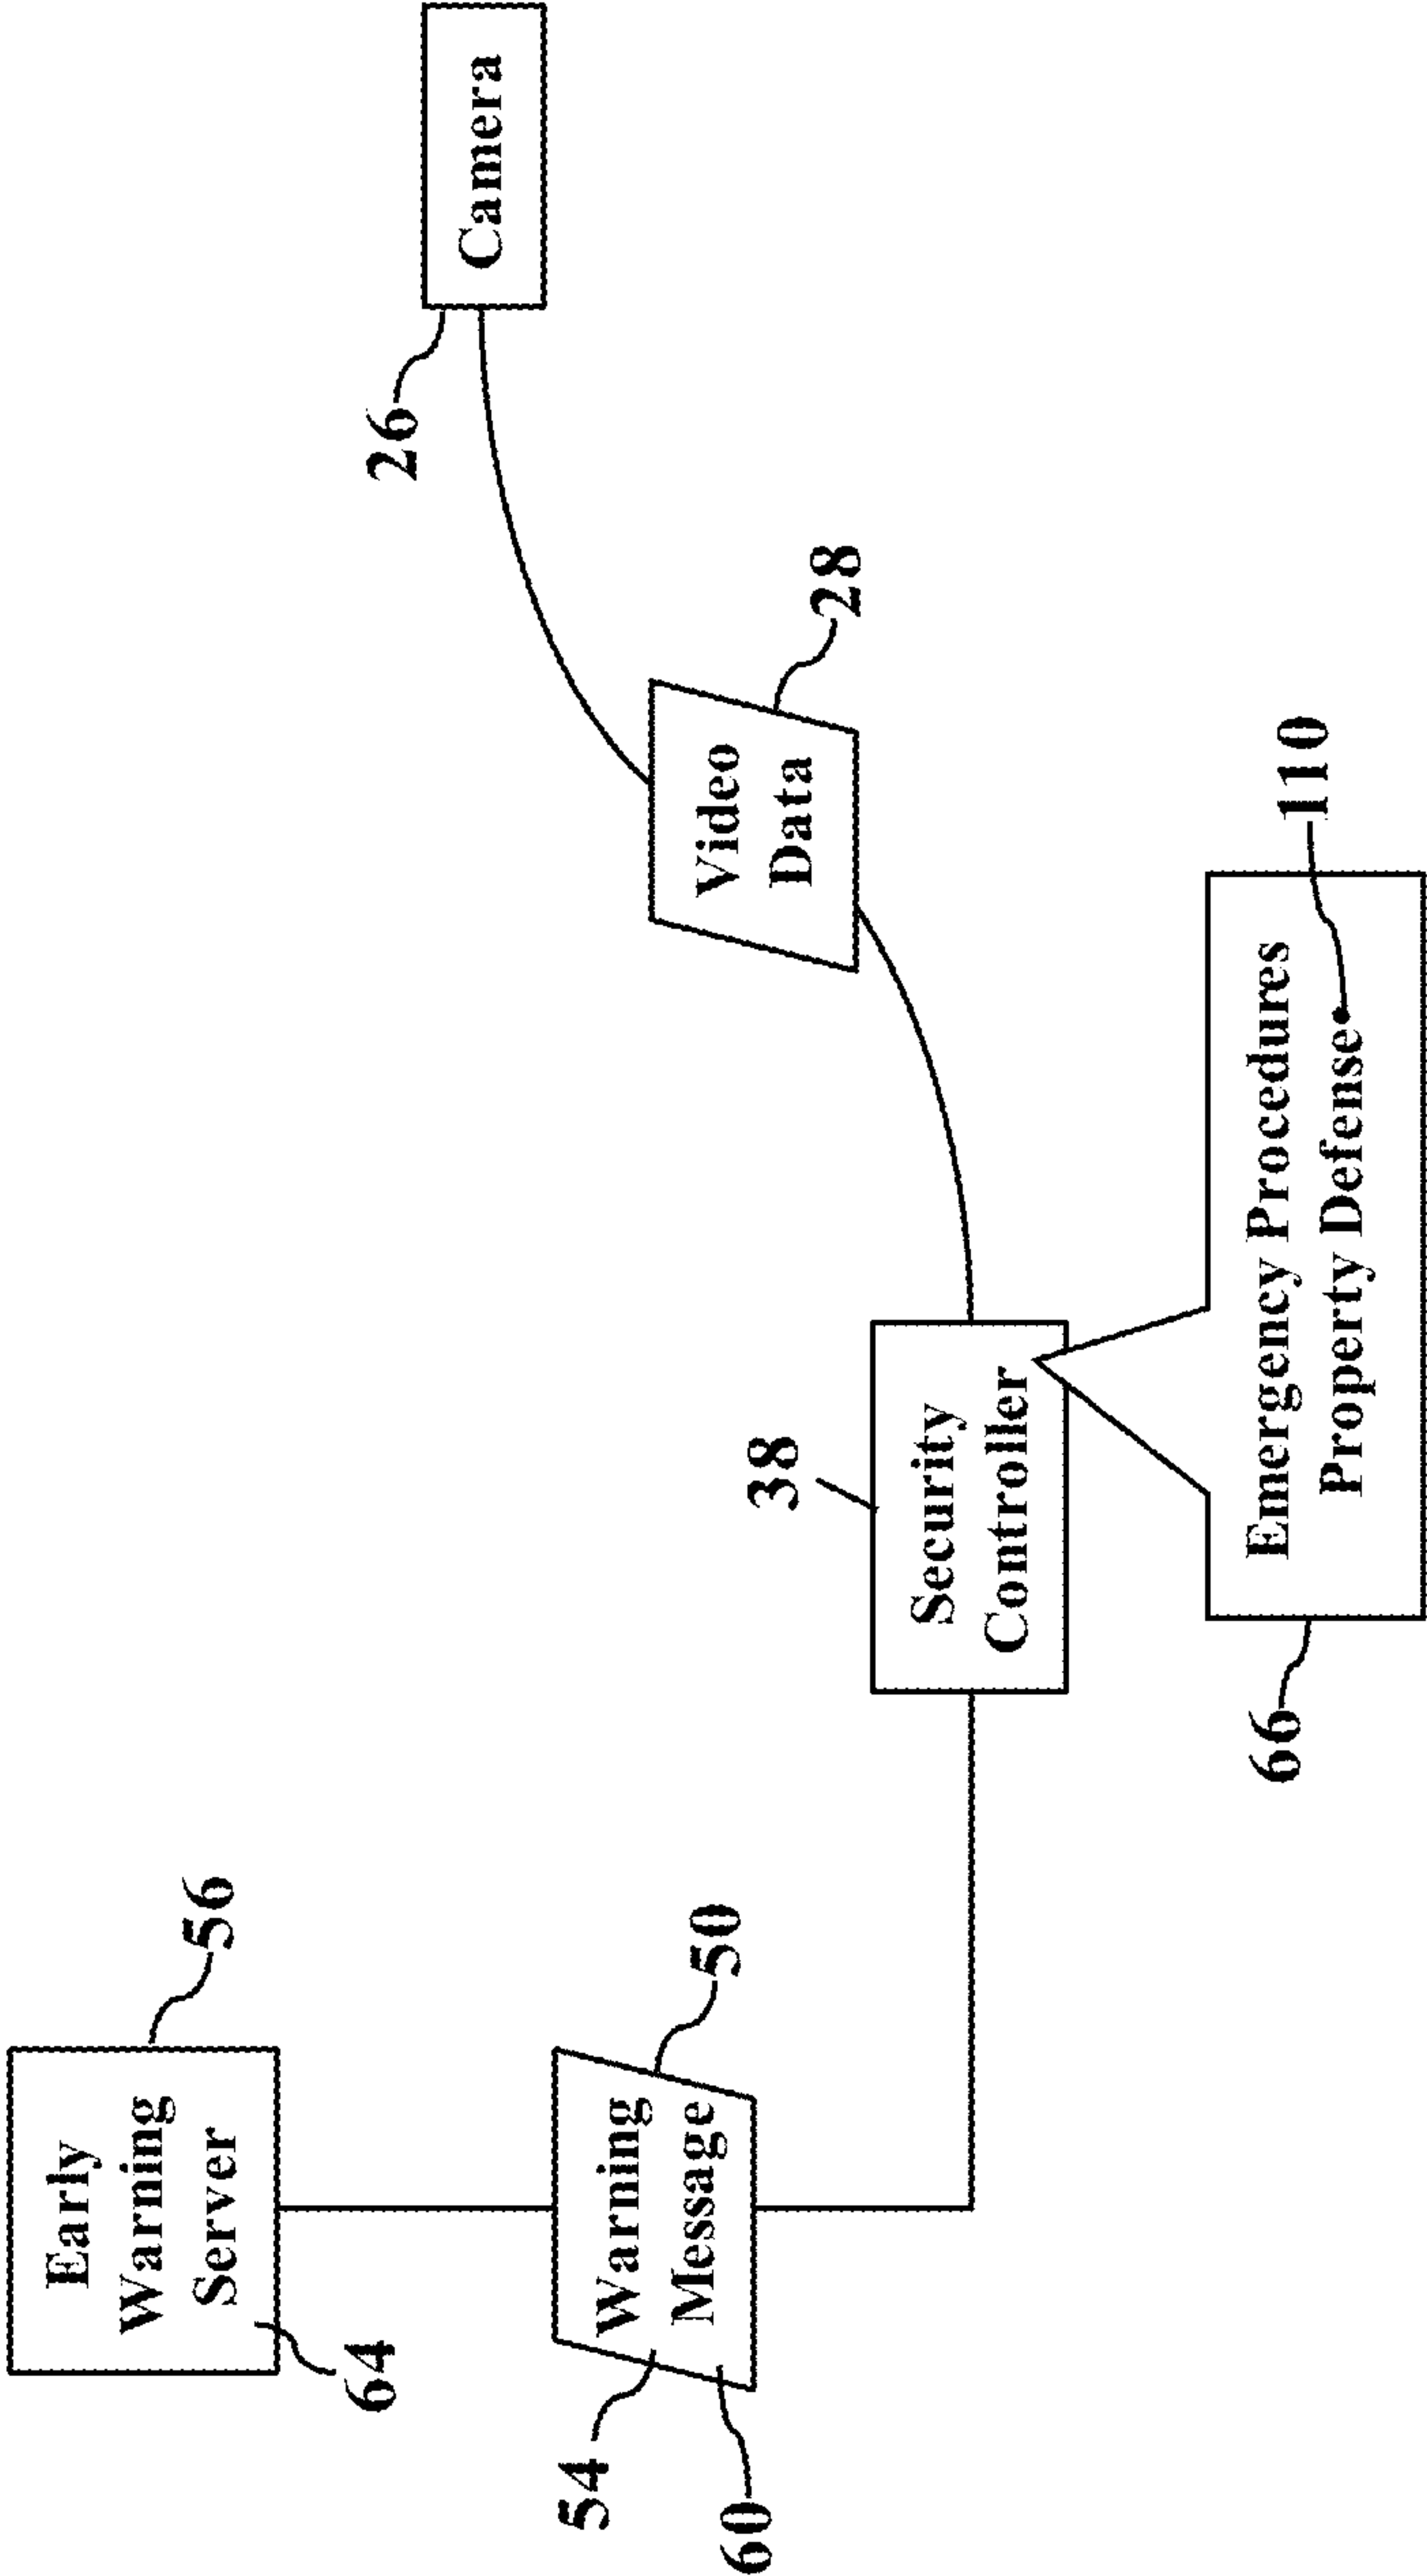 Early
Warning
Server
56
64
Warning
Message
50
54
60
Security
Controller
38
Video
Data
28
Camera
26
Emergency Procedures
Property Defense
110
66